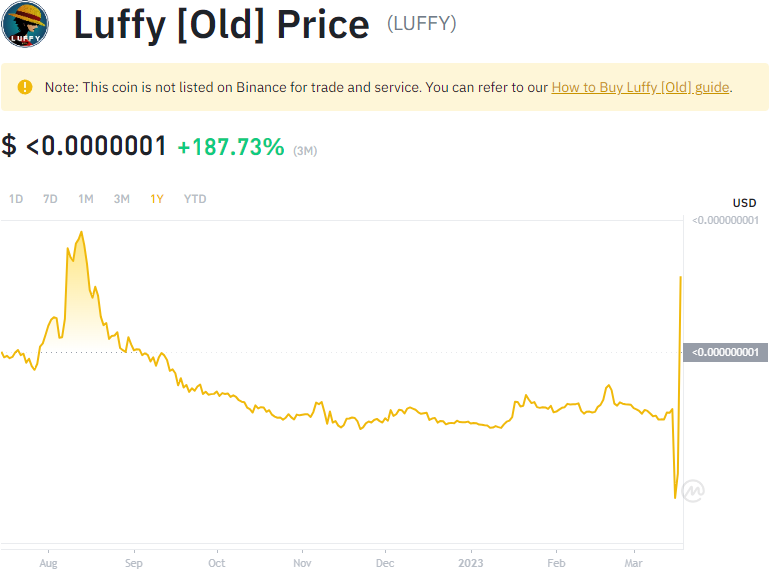 LUFFY
Luffy [Old] Price (LUFFY)
Note: This coin is not listed on Binance for trade and service. You can refer to our How to Buy Luffy [Old] guide.
$ <0.0000001 +187.73% (3M)
1D 7D 1M 3M 1Y YTD
USD
<0.000000001
<0.000000001
Aug Sep Oct Nov Dec 2023 Feb Mar